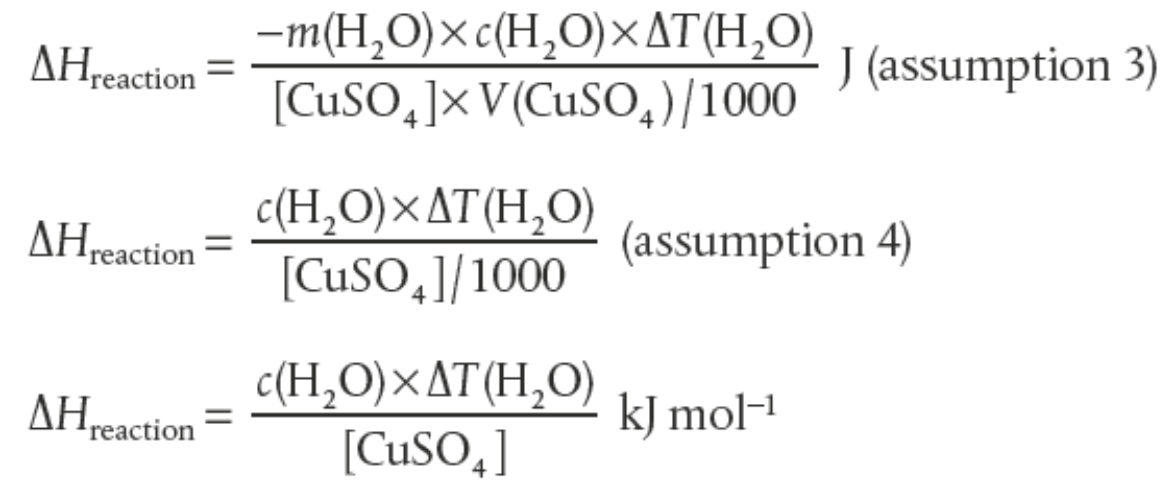 ΔH_reaction = −m(H₂O)×c(H₂O)×ΔT(H₂O) / [CuSO₄]×V(CuSO₄)/1000 J (assumption 3)
ΔH_reaction = c(H₂O)×ΔT(H₂O) / [CuSO₄]/1000 (assumption 4)
ΔH_reaction = c(H₂O)×ΔT(H₂O) / [CuSO₄] kJ mol⁻¹